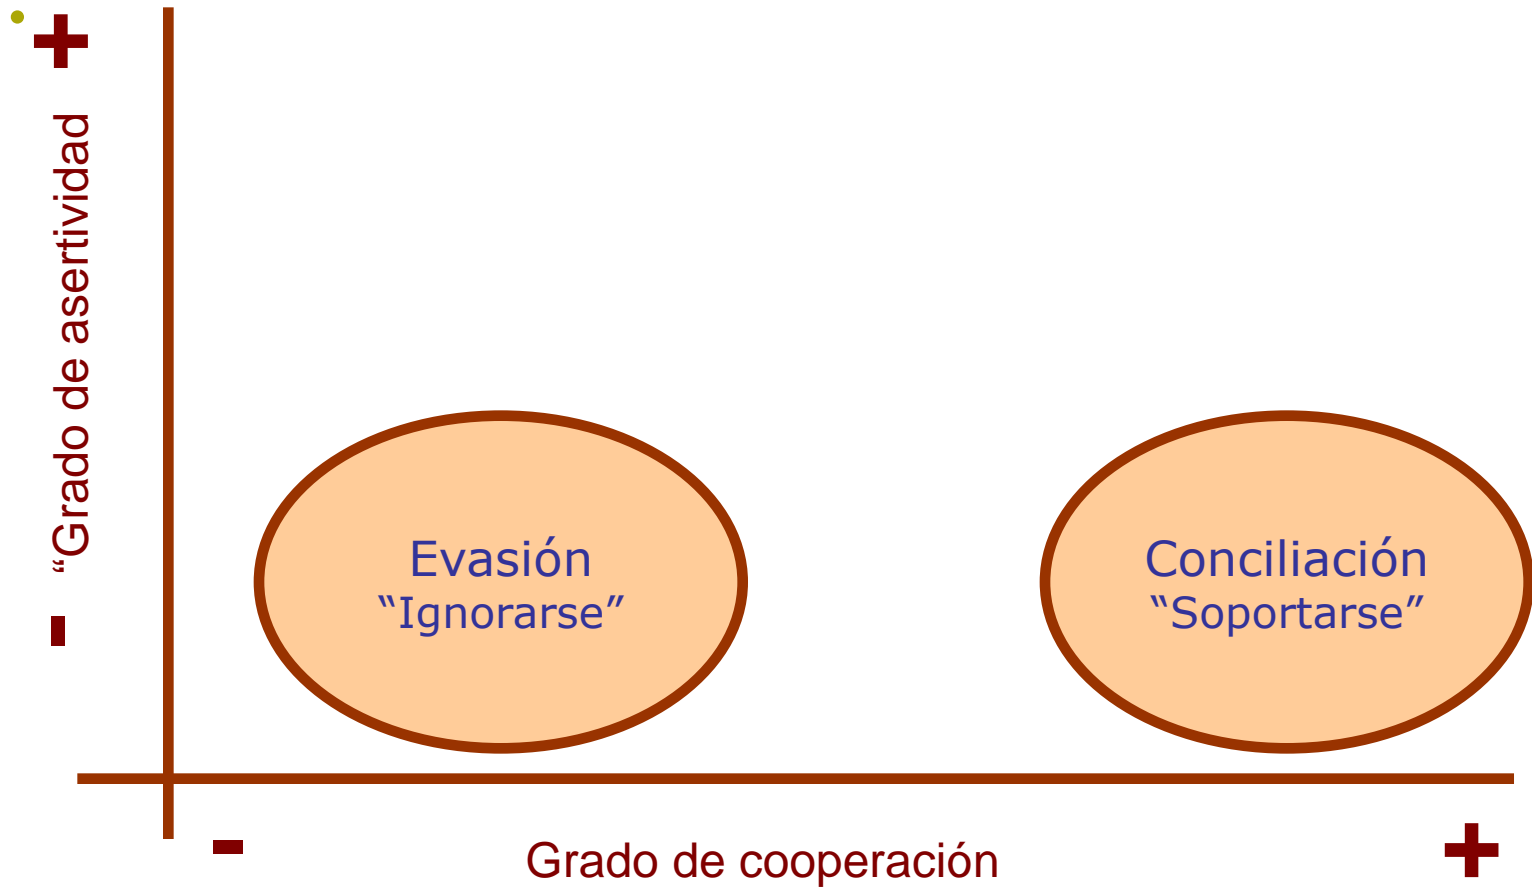 +
“Grado de asertividad
-
Evasión
“Ignorarse”
Conciliación
“Soportarse”
-
Grado de cooperación
+